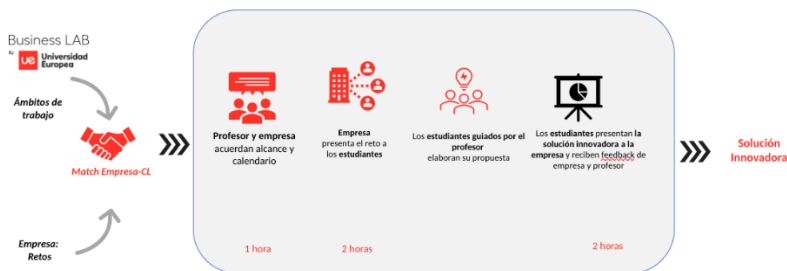 Business LAB
By
ue Universidad
Europea
Ámbitos de
trabajo
Match Empresa-CL
Empresa:
Retos
Profesor y empresa
acuerdan alcance y
calendario
1 hora
Empresa
presenta el reto a
los estudiantes
2 horas
Los estudiantes guiados por el
profesor
elaboran su propuesta
Los estudiantes presentan la
solución innovadora a la
empresa y reciben feedback de
empresa y profesor
2 horas
Solución
Innovadora